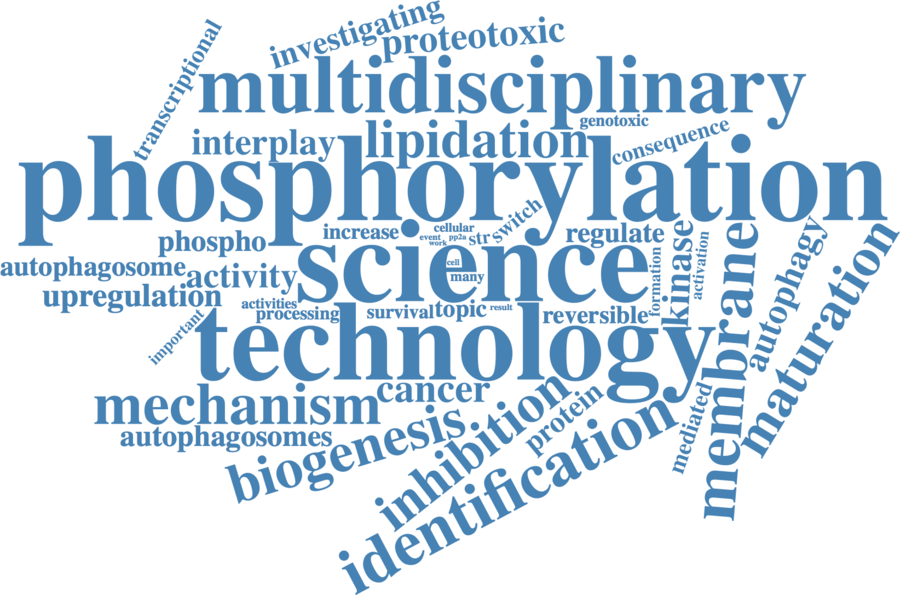 investigating
transcriptional
proteotoxic
multidisciplinary
genotoxic
interplay
lipidation
consequence
phosphorylation
switch
increase
cellular
event
pp2a
work
str
regulate
phospho
science
kinase
activation
formation
membrane
autophagy
maturation
cell
many
autophagosome
activity
upregulation
activities
processing
survival
topic
result
reversible
important
technology
mechanism
cancer
autophagosomes
biogenesis
inhibition
protein
identification
mediated